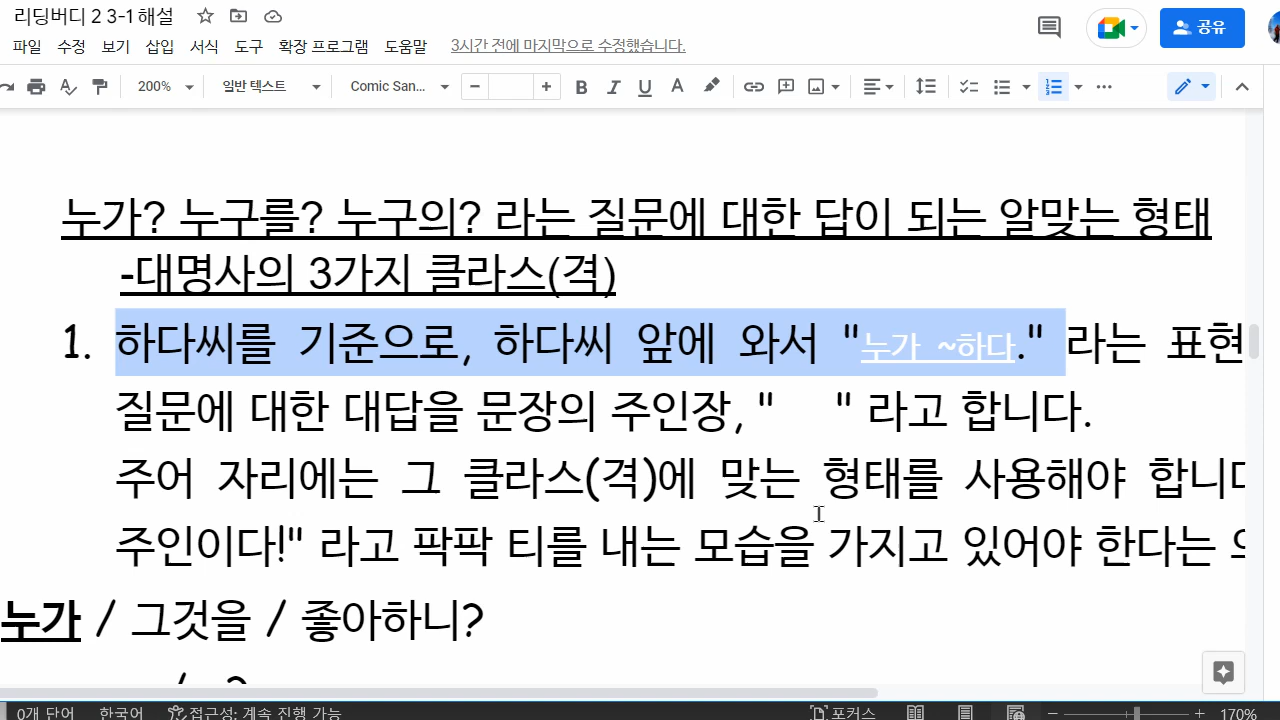 리딩버디 2 3-1 해설
파일 수정 보기 삽입 서식 도구 확장 프로그램 도움말 3시간 전에 마지막으로 수정했습니다.
공유
200% 일반 텍스트 Comic San... − + B I U A
누가? 누구를? 누구의? 라는 질문에 대한 답이 되는 알맞는 형태
-대명사의 3가지 클라스(격)
1. 하다씨를 기준으로, 하다씨 앞에 와서 "누가 ~하다." 라는 표현
질문에 대한 대답을 문장의 주인장, " " 라고 합니다.
주어 자리에는 그 클라스(격)에 맞는 형태를 사용해야 합니다
주인이다!" 라고 팍팍 티를 내는 모습을 가지고 있어야 한다는
누가 / 그것을 / 좋아하니?
0개 단어 한국어 접근성: 계속 진행 가능 포커스 − + 170%